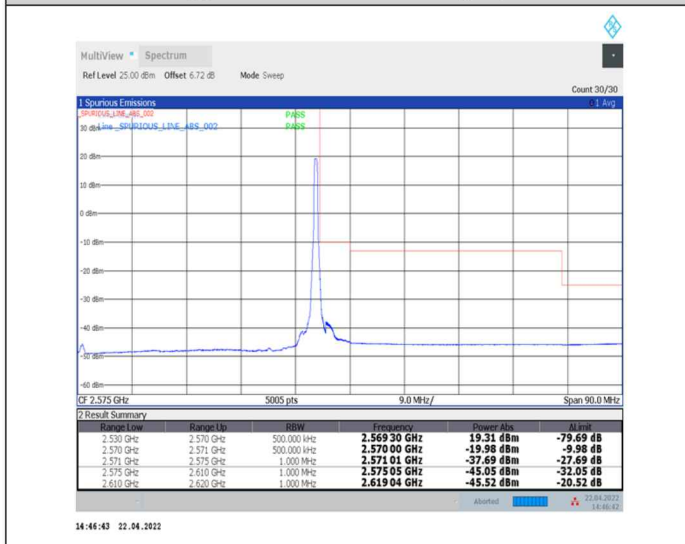 MultiView Spectrum
Ref Level 25.00 dBm Offset 6.72 dB Mode Sweep
Count 30/30
1 Spurious Emissions 1 Avg
_SPURIOUS_LINE_ABS_002 PASS
30 dBm Line _SPURIOUS_LINE_ABS_002 PASS
20 dBm
10 dBm
0 dBm
-10 dBm
-20 dBm
-30 dBm
-40 dBm
-50 dBm
-60 dBm
CF 2.575 GHz 5005 pts 9.0 MHz/ Span 90.0 MHz
2 Result Summary
Range Low Range Up RBW Frequency Power Abs ΔLimit
2.530 GHz 2.570 GHz 500.000 kHz 2.569 30 GHz 19.31 dBm -79.69 dB
2.570 GHz 2.571 GHz 500.000 kHz 2.570 00 GHz -19.98 dBm -9.98 dB
2.571 GHz 2.575 GHz 1.000 MHz 2.571 01 GHz -37.69 dBm -27.69 dB
2.575 GHz 2.610 GHz 1.000 MHz 2.575 05 GHz -45.05 dBm -32.05 dB
2.610 GHz 2.620 GHz 1.000 MHz 2.619 04 GHz -45.52 dBm -20.52 dB
Aborted 22.04.2022
14:46:42
14:46:43 22.04.2022